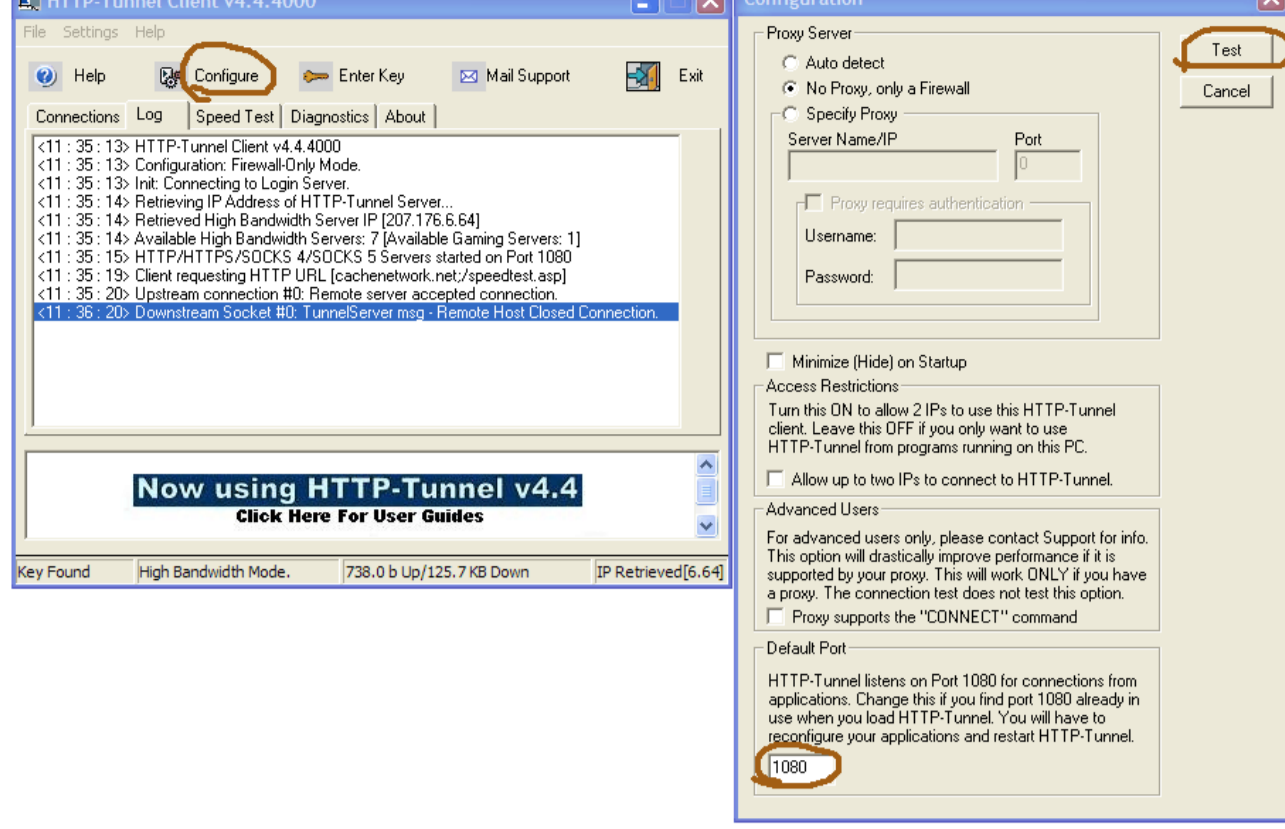 HTTP-Tunnel Client v4.4.4000
File Settings Help
Help Configure Enter Key Mail Support Exit
Connections Log Speed Test Diagnostics About
<11 : 35 : 13> HTTP-Tunnel Client v4.4.4000
<11 : 35 : 13> Configuration: Firewall-Only Mode.
<11 : 35 : 13> Init: Connecting to Login Server.
<11 : 35 : 14> Retrieving IP Address of HTTP-Tunnel Server...
<11 : 35 : 14> Retrieved High Bandwidth Server IP [207.176.6.64]
<11 : 35 : 14> Available High Bandwidth Servers: 7 [Available Gaming Servers: 1]
<11 : 35 : 15> HTTP/HTTPS/SOCKS 4/SOCKS 5 Servers started on Port 1080
<11 : 35 : 19> Client requesting HTTP URL [cachenetwork.net;/speedtest.asp]
<11 : 35 : 20> Upstream connection #0: Remote server accepted connection.
<11 : 36 : 20> Downstream Socket #0: TunnelServer msg - Remote Host Closed Connection.
Now using HTTP-Tunnel v4.4
Click Here For User Guides
Key Found High Bandwidth Mode. 738.0 b Up/125.7 KB Down IP Retrieved[6.64]
Configuration
Proxy Server
Auto detect
No Proxy, only a Firewall
Specify Proxy
Server Name/IP Port
0
Proxy requires authentication
Username:
Password:
Test
Cancel
Minimize (Hide) on Startup
Access Restrictions
Turn this ON to allow 2 IPs to use this HTTP-Tunnel
client. Leave this OFF if you only want to use
HTTP-Tunnel from programs running on this PC.
Allow up to two IPs to connect to HTTP-Tunnel.
Advanced Users
For advanced users only, please contact Support for info.
This option will drastically improve performance if it is
supported by your proxy. This will work ONLY if you have
a proxy. The connection test does not test this option.
Proxy supports the "CONNECT" command
Default Port
HTTP-Tunnel listens on Port 1080 for connections from
applications. Change this if you find port 1080 already in
use when you load HTTP-Tunnel. You will have to
reconfigure your applications and restart HTTP-Tunnel.
1080